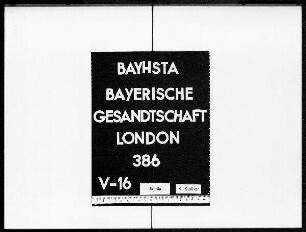 BAYHSTA
BAYERISCHE
GESANDTSCHAFT
LONDON
386
V-16